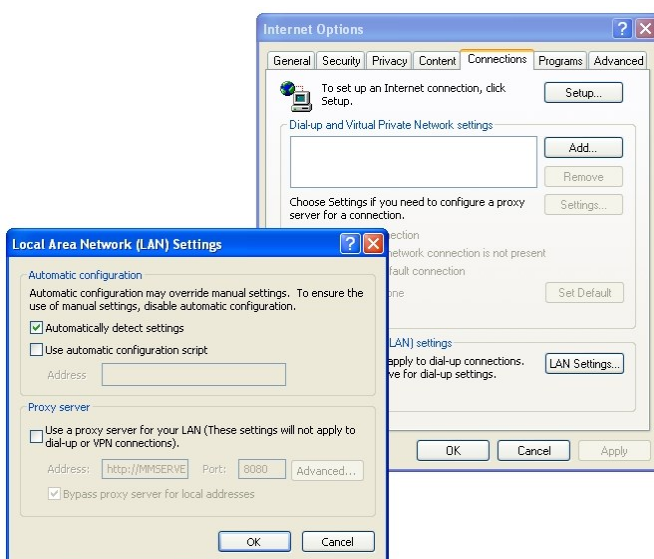 Internet Options
General Security Privacy Content Connections Programs Advanced
To set up an Internet connection, click
Setup.
Setup...
Dial-up and Virtual Private Network settings
Add...
Remove
Choose Settings if you need to configure a proxy
server for a connection.
Settings...
ection
network connection is not present
fault connection
one
Set Default
LAN) settings
apply to dial-up connections.
ve for dial-up settings.
LAN Settings...
OK Cancel Apply
Local Area Network (LAN) Settings
Automatic configuration
Automatic configuration may override manual settings. To ensure the
use of manual settings, disable automatic configuration.
Automatically detect settings
Use automatic configuration script
Address
Proxy server
Use a proxy server for your LAN (These settings will not apply to
dial-up or VPN connections).
Address: http://MMSERVE Port: 8080 Advanced...
Bypass proxy server for local addresses
OK Cancel